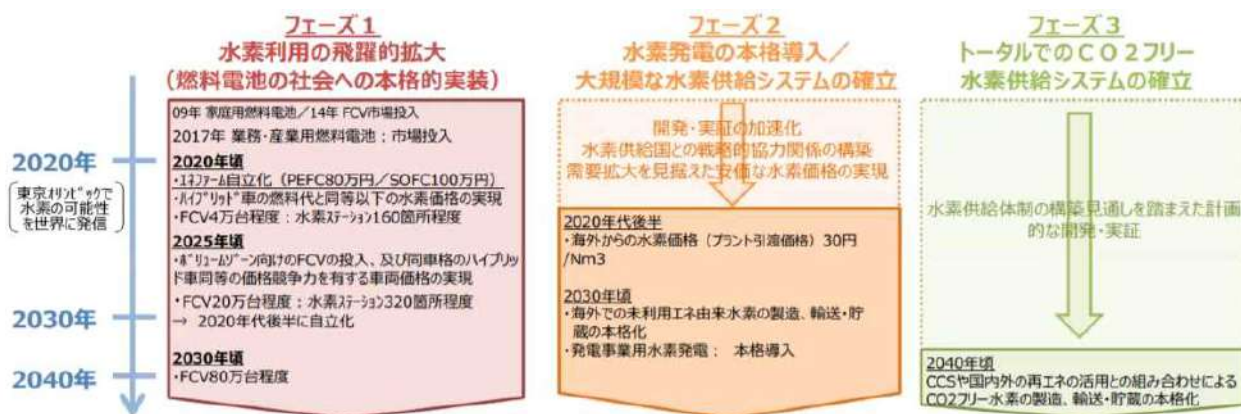 フェーズ1
水素利用の飛躍的拡大
(燃料電池の社会への本格的実装)
09年 家庭用燃料電池/14年 FCV市場投入
2017年 業務・産業用燃料電池:市場投入
2020年頃
・エネファーム自立化(PEFC80万円/SOFC100万円)
・ハイブリッド車の燃料代と同等以下の水素価格の実現
・FCV4万台程度:水素ステーション160箇所程度
2025年頃
・ボリュームゾーン向けのFCVの投入、及び同車格のハイブリッ
ド車同等の価格競争力を有する車両価格の実現
・FCV20万台程度:水素ステーション320箇所程度
→ 2020年代後半に自立化
2030年頃
・FCV80万台程度
2020年
東京オリンピックで
水素の可能性
を世界に発信
2030年
2040年
フェーズ2
水素発電の本格導入/
大規模な水素供給システムの確立
開発・実証の加速化
水素供給国との戦略的協力関係の構築
需要拡大を見据えた安価な水素価格の実現
2020年代後半
・海外からの水素価格(プラント引渡価格)30円
/Nm3
2030年頃
・海外での未利用エネ由来水素の製造、輸送・貯
蔵の本格化
・発電事業用水素発電: 本格導入
フェーズ3
トータルでのCO2フリー
水素供給システムの確立
水素供給体制の構築見通しを踏まえた計画
的な開発・実証
2040年頃
CCSや国内外の再エネの活用との組み合わせによる
CO2フリー水素の製造、輸送・貯蔵の本格化